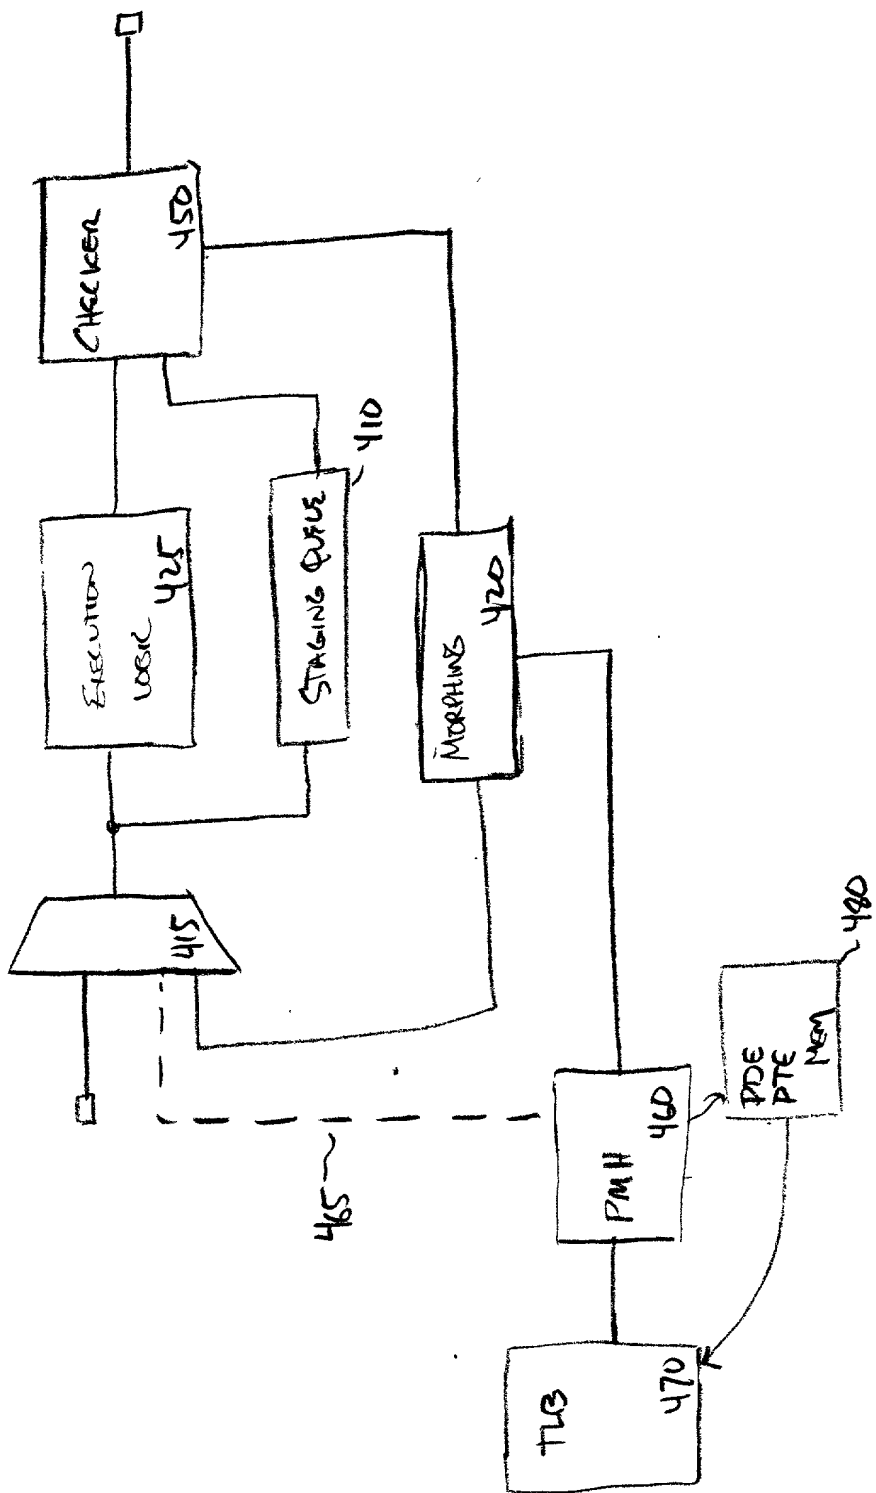 CHECKER
450
EXECUTION
LOGIC
425
STAGING QUEUE
410
MORPHING
420
415
465
PMH
460
PDE
PTE
MEM
480
TLB
470